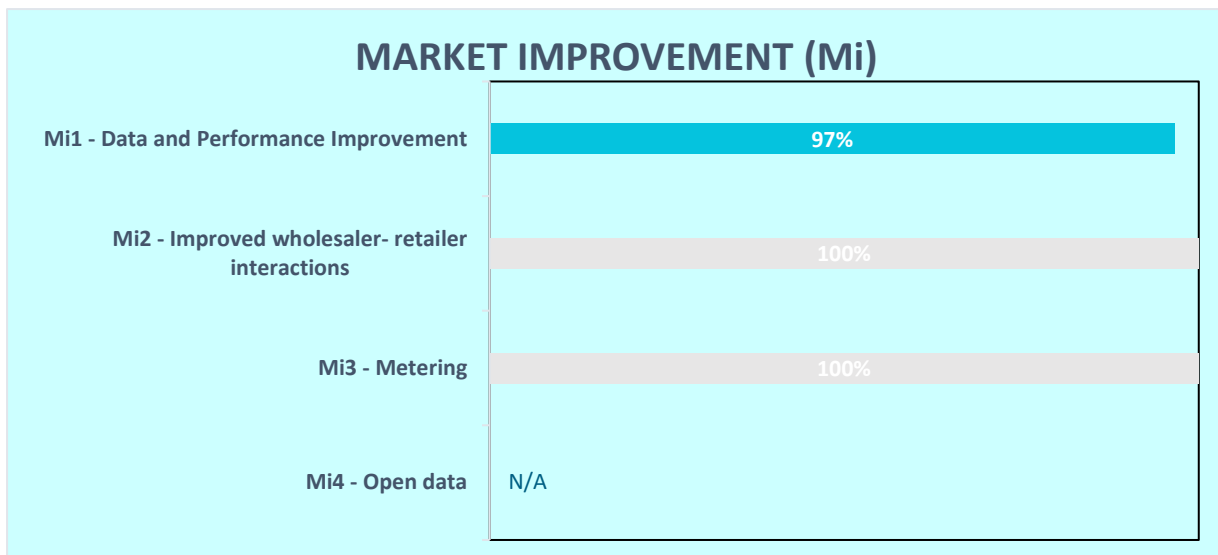 MARKET IMPROVEMENT (Mi)
Mi1 - Data and Performance Improvement
97%
Mi2 - Improved wholesaler- retailer
interactions
100%
Mi3 - Metering
100%
Mi4 - Open data
N/A